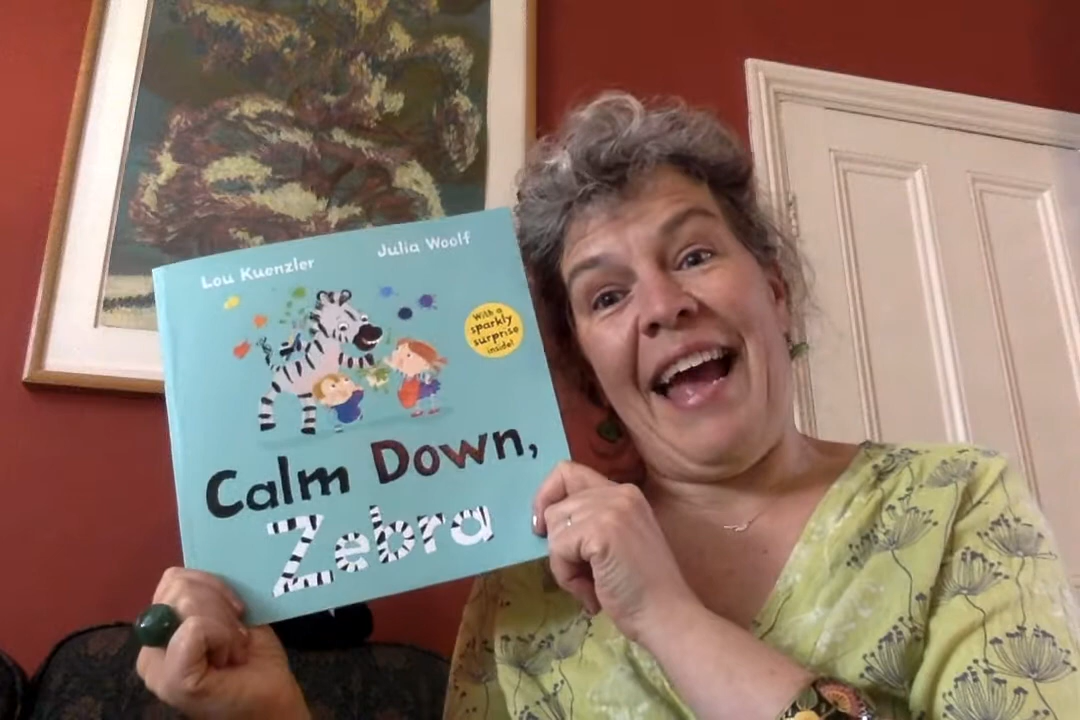 Lou Kuenzler
Julia Woolf
With a
sparkly
surprise
inside!
Calm Down,
Zebra